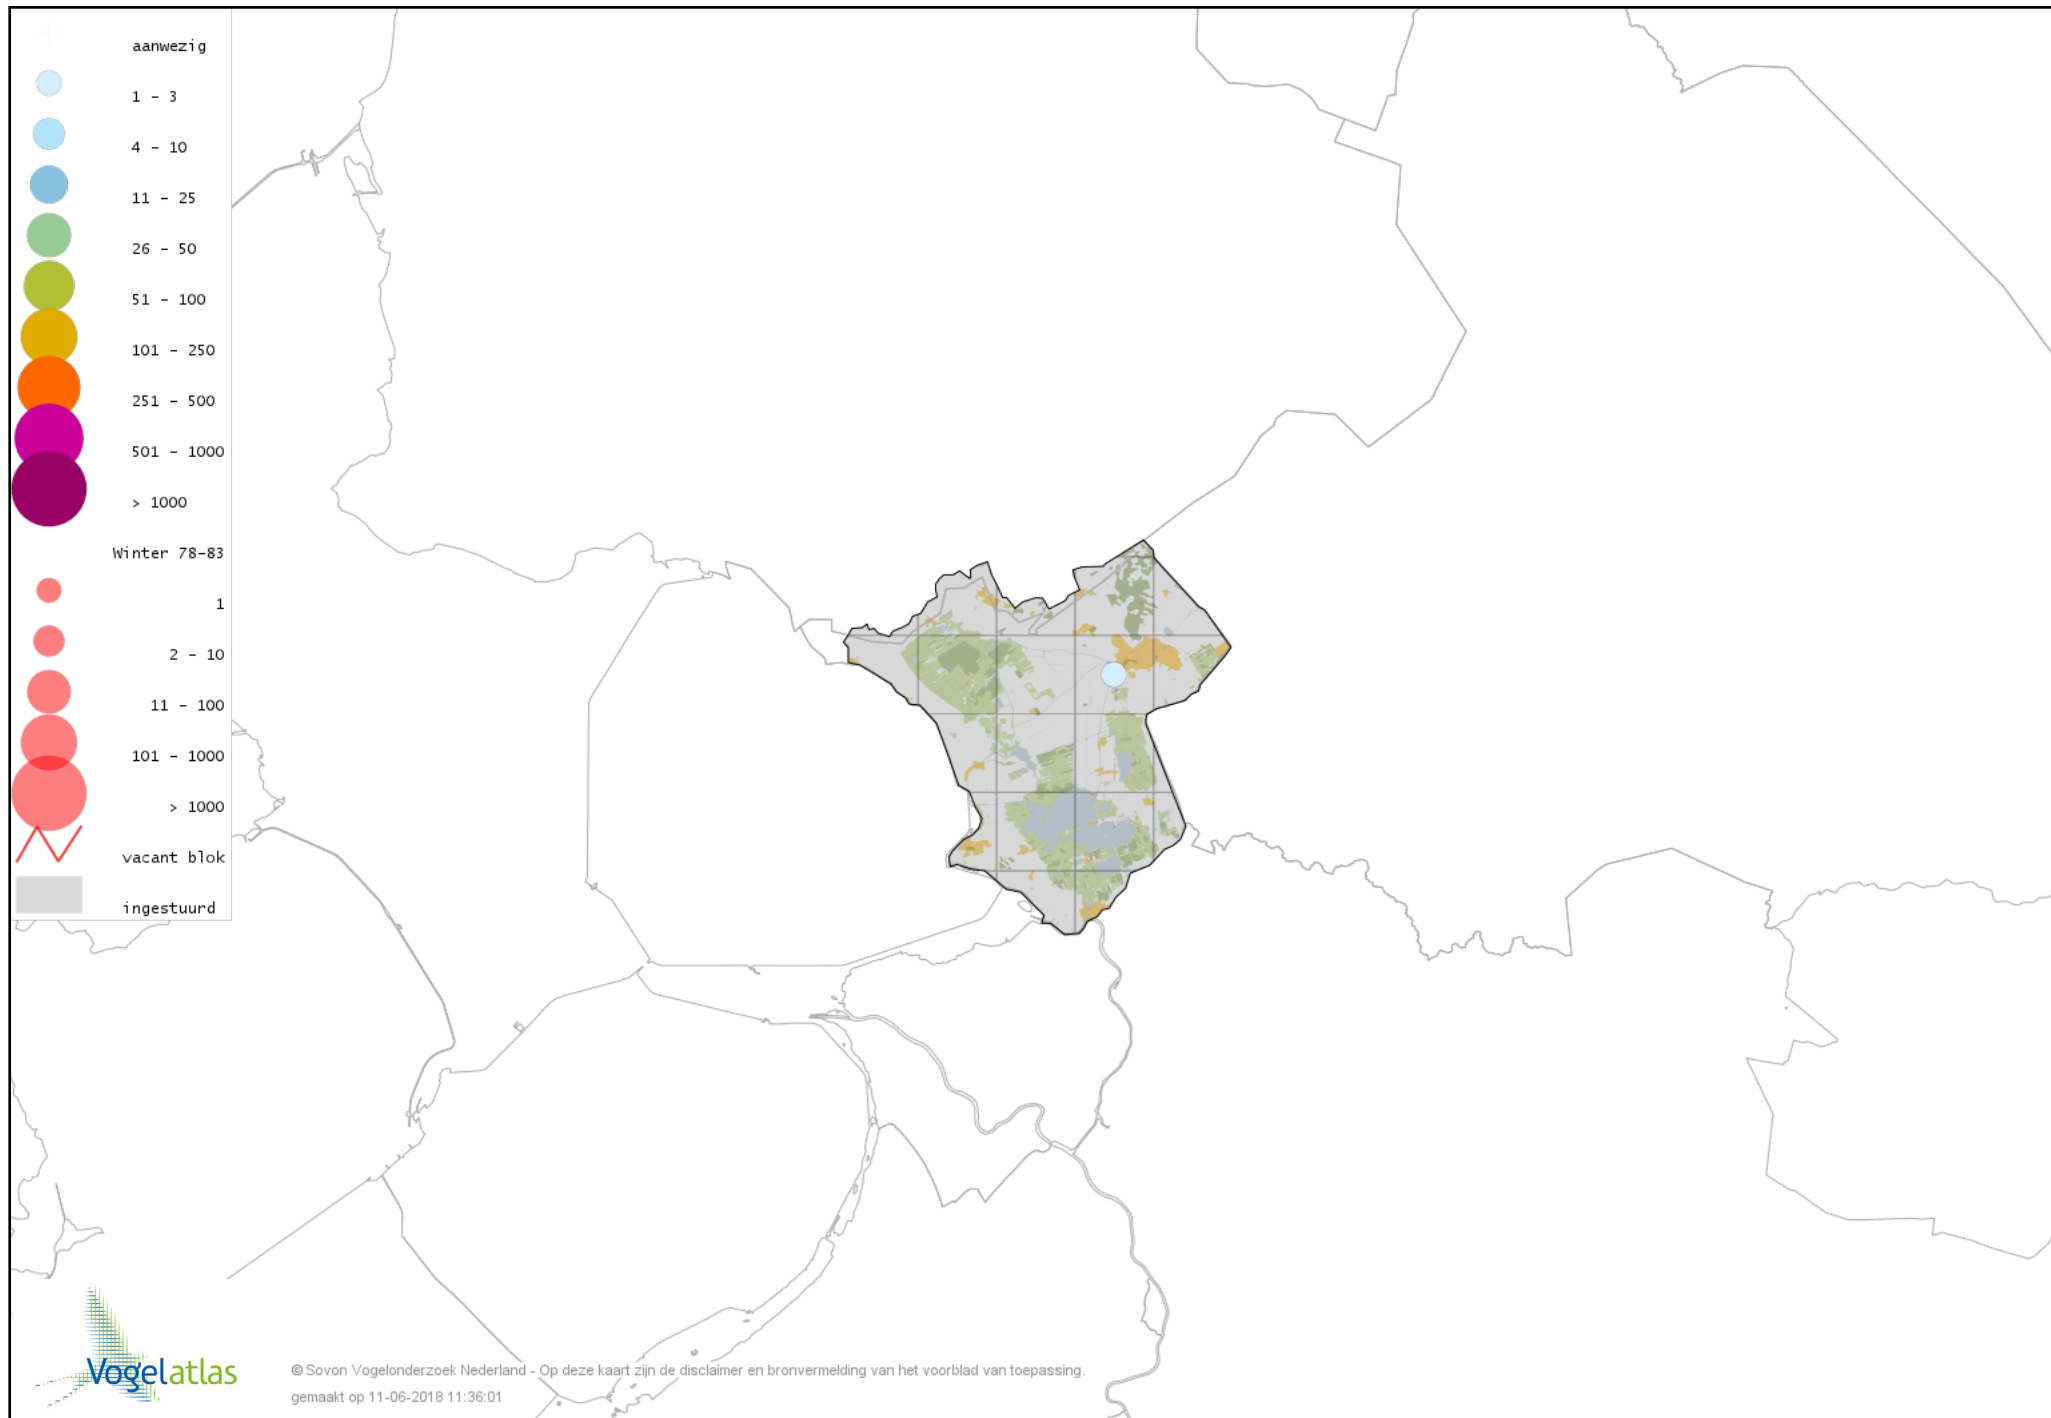 aanwezig
1 - 3
4 - 10
11 - 25
26 - 50
51 - 100
101 - 250
251 - 500
501 - 1000
> 1000
Winter 78-83
1
2 - 10
11 - 100
101 - 1000
> 1000
vacant blok
ingestuurd
Vogelatlas
© Sovon Vogelonderzoek Nederland - Op deze kaart zijn de disclaimer en bronvermelding van het voorblad van toepassing.
gemaakt op 11-06-2018 11:36:01